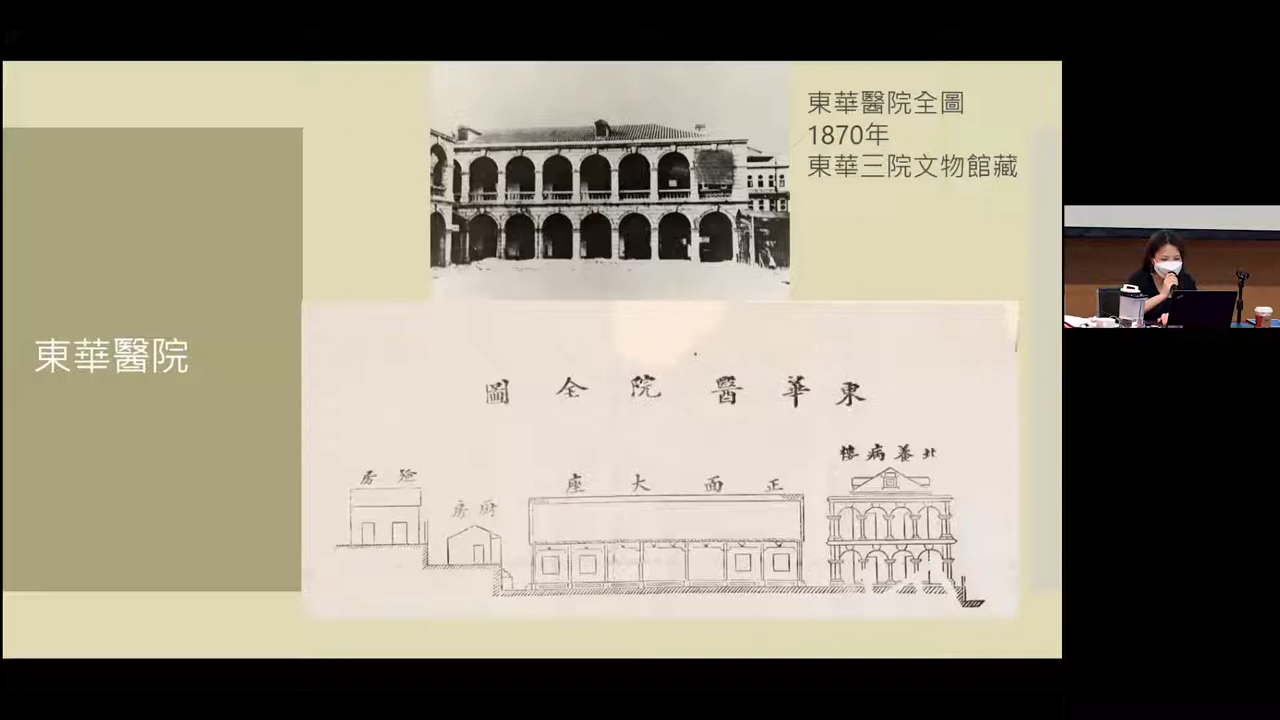 東華醫院
東華醫院全圖
1870年
東華三院文物館藏
東華醫院全圖
北養病樓
正面大座
廚房
殮房